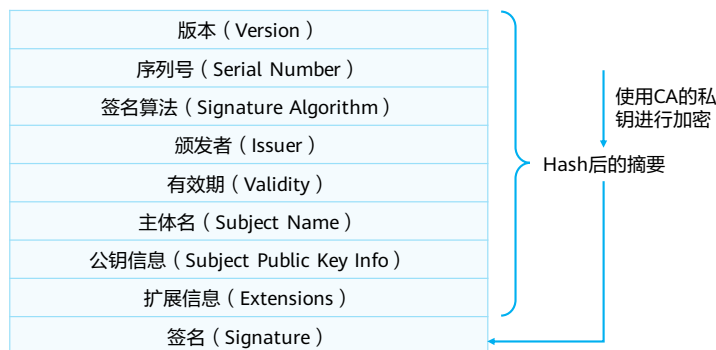 版本（Version）
序列号（Serial Number）
签名算法（Signature Algorithm）
颁发者（Issuer）
有效期（Validity）
主体名（Subject Name）
公钥信息（Subject Public Key Info）
扩展信息（Extensions）
签名（Signature）
使用CA的私
钥进行加密
Hash后的摘要